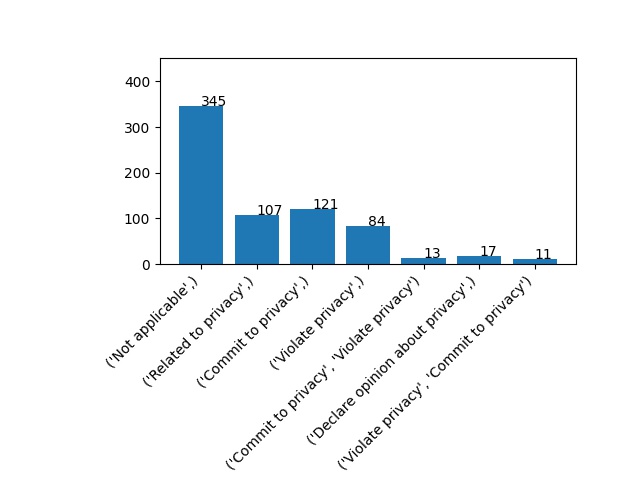 400
300
200
100
0
345
107
121
84
13
17
11
('Not applicable',)
('Related to privacy',)
('Commit to privacy',)
('Violate privacy',)
('Commit to privacy', 'Violate privacy')
('Declare opinion about privacy',)
('Violate privacy', 'Commit to privacy')